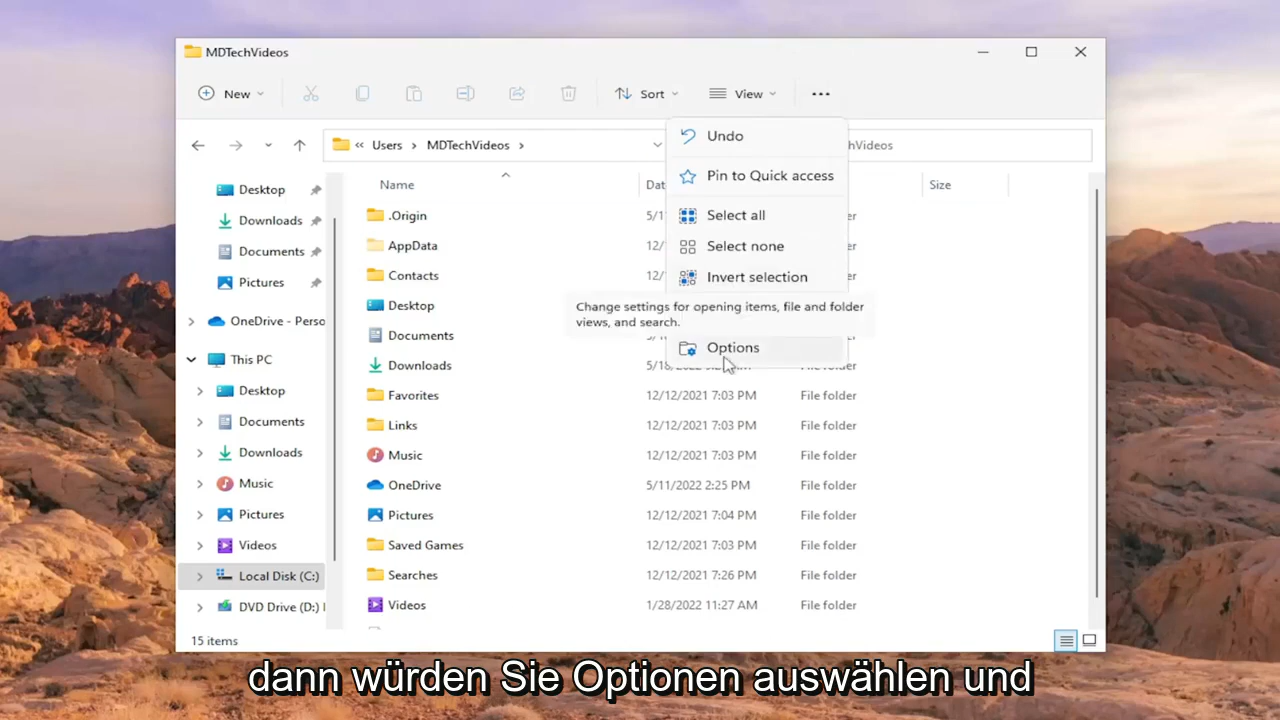 MDTechVideos
New
Sort
View
Users
MDTechVideos
hVideos
Undo
Pin to Quick access
Select all
Select none
Invert selection
Change settings for opening items, file and folder
views, and search.
Options
Desktop
Downloads
Documents
Pictures
OneDrive - Perso
This PC
Desktop
Documents
Downloads
Music
Pictures
Videos
Local Disk (C:)
DVD Drive (D:)
Name
Size
.Origin
AppData
Contacts
Desktop
Documents
Downloads
Favorites 12/12/2021 7:03 PM File folder
Links 12/12/2021 7:03 PM File folder
Music 12/12/2021 7:03 PM File folder
OneDrive 5/11/2022 2:25 PM File folder
Pictures 12/12/2021 7:04 PM File folder
Saved Games 12/12/2021 7:03 PM File folder
Searches 12/12/2021 7:26 PM File folder
Videos 1/28/2022 11:27 AM File folder
15 items
dann würden Sie Optionen auswählen und